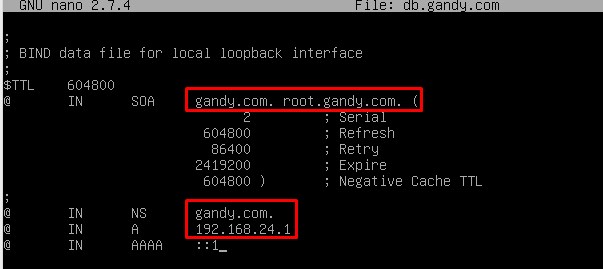 GNU nano 2.7.4 File: db.gandy.com
;
; BIND data file for local loopback interface
;
$TTL 604800
@ IN SOA gandy.com. root.gandy.com. (
2 ; Serial
604800 ; Refresh
86400 ; Retry
2419200 ; Expire
604800 ) ; Negative Cache TTL
;
@ IN NS gandy.com.
@ IN A 192.168.24.1
@ IN AAAA ::1_